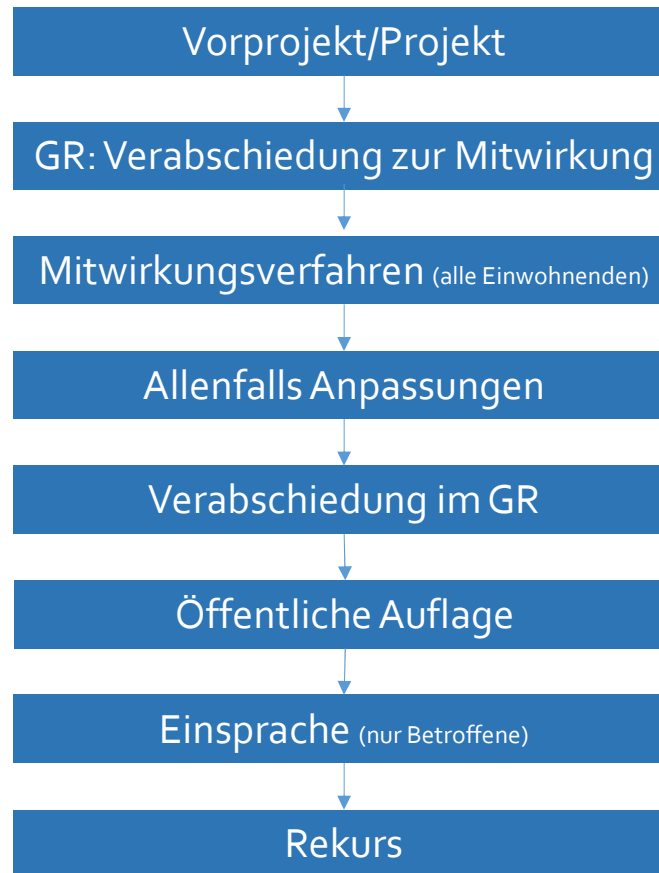 Vorprojekt/Projekt
GR: Verabschiedung zur Mitwirkung
Mitwirkungsverfahren (alle Einwohnenden)
Allenfalls Anpassungen
Verabschiedung im GR
Öffentliche Auflage
Einsprache (nur Betroffene)
Rekurs